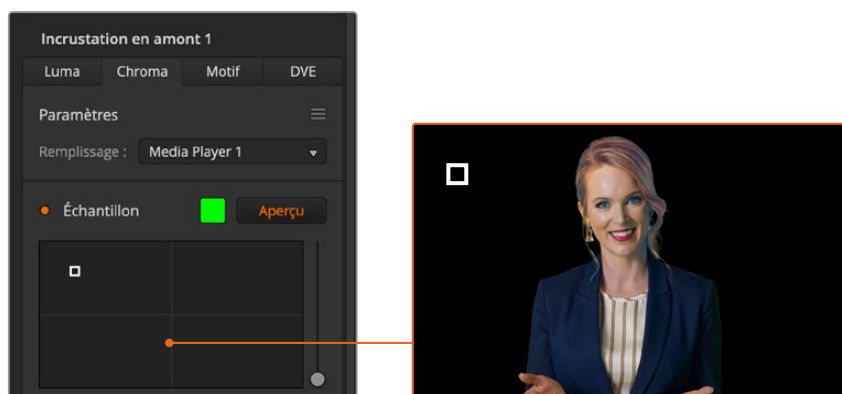 Incrustation en amont 1
Luma Chroma Motif DVE
Paramètres
Remplissage : Media Player 1
Échantillon Aperçu